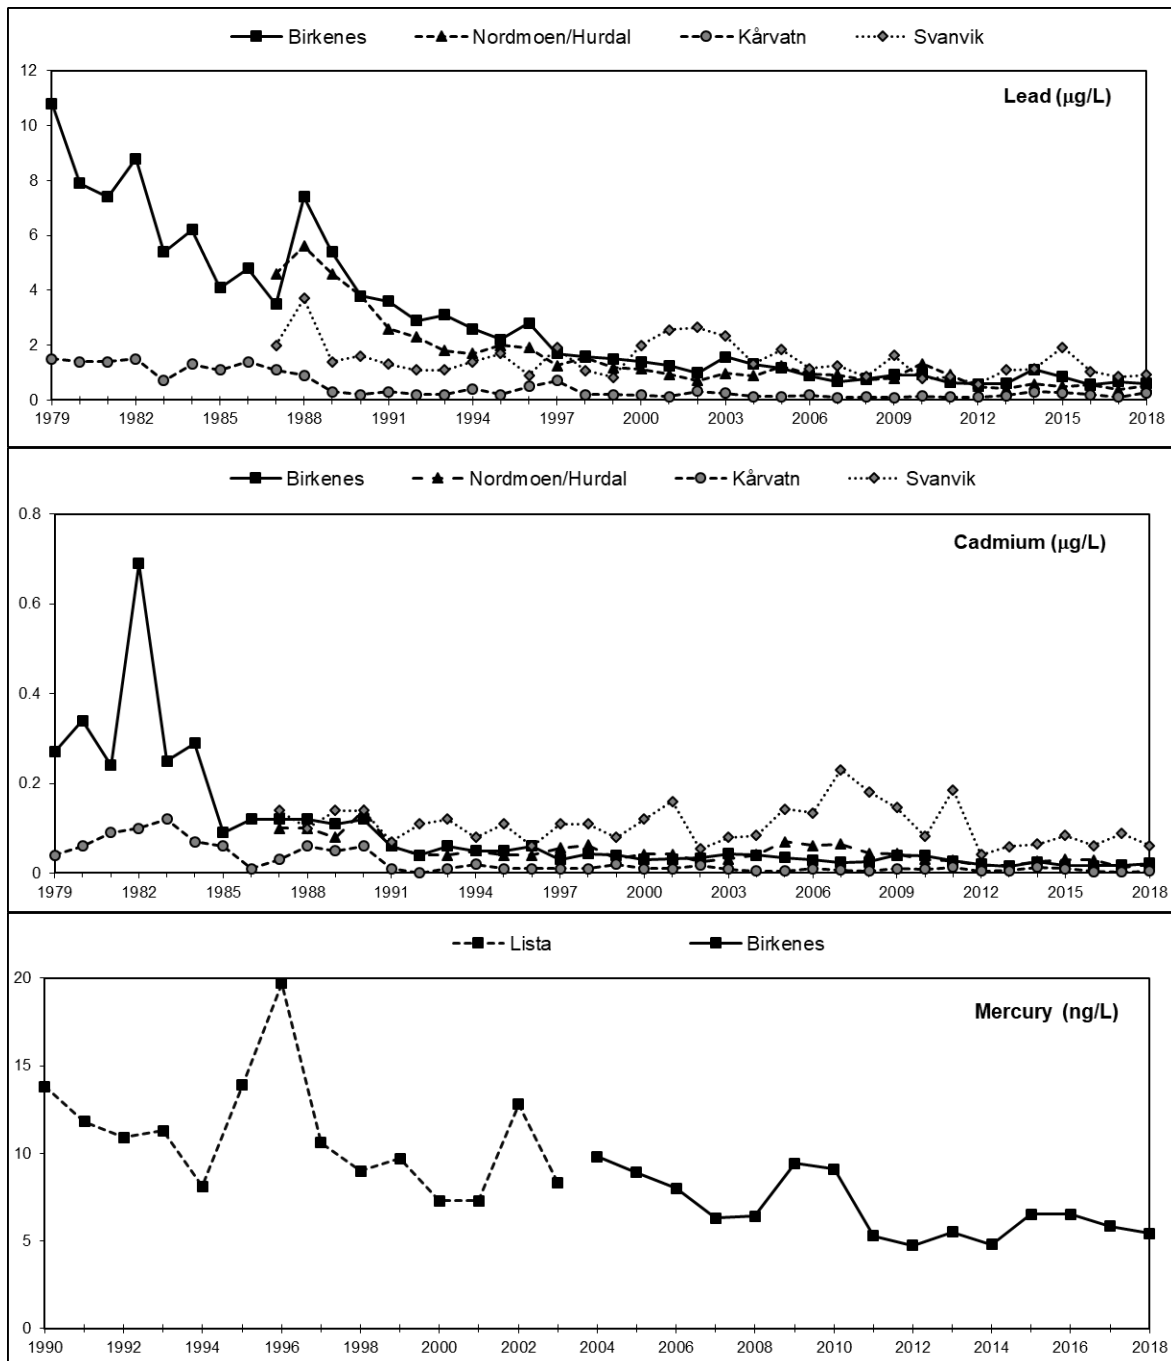 Birkenes Nordmoen/Hurdal Kårvatn Svanvik
Lead (µg/L)
12
10
8
6
4
2
0
1979 1982 1985 1988 1991 1994 1997 2000 2003 2006 2009 2012 2015 2018
Birkenes Nordmoen/Hurdal Kårvatn Svanvik
Cadmium (µg/L)
0.8
0.6
0.4
0.2
0
1979 1982 1985 1988 1991 1994 1997 2000 2003 2006 2009 2012 2015 2018
Lista Birkenes
Mercury (ng/L)
20
15
10
5
0
1990 1992 1994 1996 1998 2000 2002 2004 2006 2008 2010 2012 2014 2016 2018